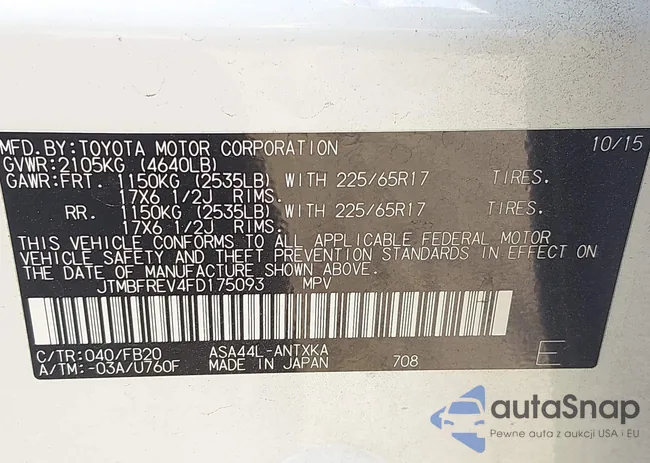 MFD.BY:TOYOTA MOTOR CORPORATION 10/15
GVWR:2105KG (4640LB)
GAWR:FRT. 1150KG (2535LB) WITH 225/65R17 TIRES.
17X6 1/2J RIMS.
RR. 1150KG (2535LB) WITH 225/65R17 TIRES.
17X6 1/2J RIMS.
THIS VEHICLE CONFORMS TO ALL APPLICABLE FEDERAL MOTOR
VEHICLE SAFETY AND THEFT PREVENTION STANDARDS IN EFFECT ON
THE DATE OF MANUFACTURE SHOWN ABOVE.
JTMBFREV4FD175093 MPV
C/TR:040/FB20 ASA44L-ANTXKA E
A/TM:-03A/U760F MADE IN JAPAN 708
autaSnap
Pewne auta z aukcji USA i EU